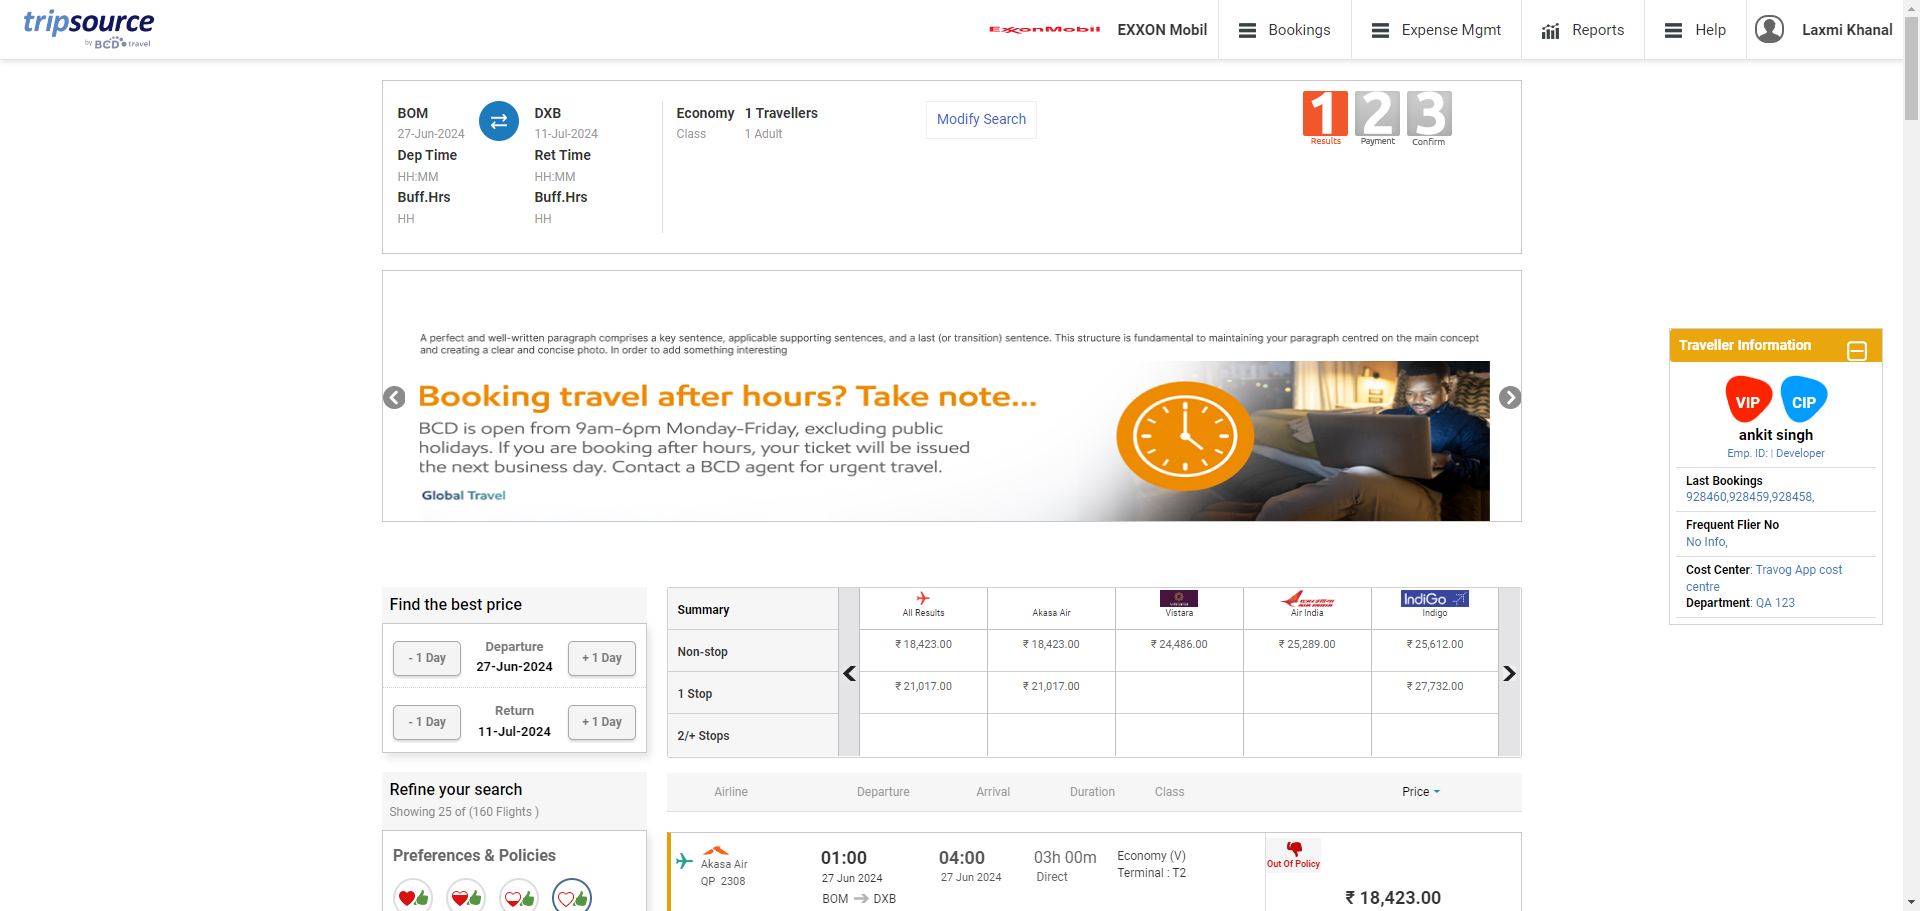 tripsource
by BCD travel
ExxonMobil
EXXON Mobil
Bookings
Expense Mgmt
Reports
Help
Laxmi Khanal
BOM
27-Jun-2024
Dep Time
HH:MM
Buff.Hrs
HH
DXB
11-Jul-2024
Ret Time
HH:MM
Buff.Hrs
HH
Economy
Class
1 Travellers
1 Adult
Modify Search
1
Results
2
Payment
3
Confirm
A perfect and well-written paragraph comprises a key sentence, applicable supporting sentences, and a last (or transition) sentence. This structure is fundamental to maintaining your paragraph centred on the main concept
and creating a clear and concise photo. In order to add something interesting
Booking travel after hours? Take note...
BCD is open from 9am-6pm Monday-Friday, excluding public
holidays. If you are booking after hours, your ticket will be issued
the next business day. Contact a BCD agent for urgent travel.
Global Travel
Traveller Information
VIP
CIP
ankit singh
Emp. ID: | Developer
Last Bookings
928460,928459,928458,
Frequent Flier No
No Info,
Cost Center: Travog App cost
centre
Department: QA 123
Find the best price
- 1 Day
Departure
27-Jun-2024
+ 1 Day
- 1 Day
Return
11-Jul-2024
+ 1 Day
Refine your search
Showing 25 of (160 Flights )
Preferences & Policies
Summary
All Results
Akasa Air
Vistara
Air India
IndiGo
Indigo
Non-stop
₹ 18,423.00
₹ 18,423.00
₹ 24,486.00
₹ 25,289.00
₹ 25,612.00
1 Stop
₹ 21,017.00
₹ 21,017.00
₹ 27,732.00
2/+ Stops
Airline
Departure
Arrival
Duration
Class
Price
Akasa Air
QP 2308
01:00
27 Jun 2024
BOM
DXB
04:00
27 Jun 2024
03h 00m
Direct
Economy (V)
Terminal : T2
Out Of Policy
₹ 18,423.00